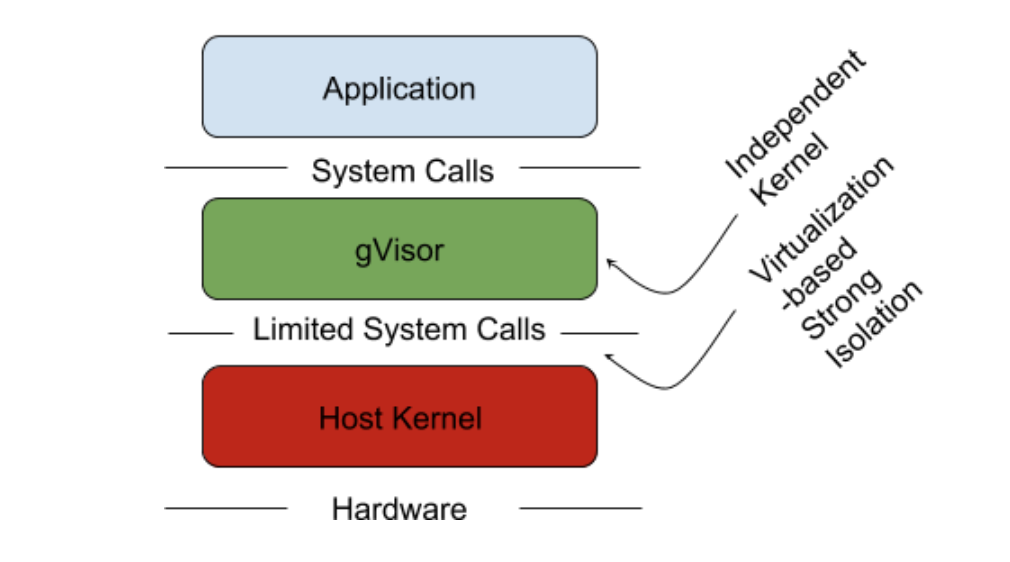 Application
System Calls
gVisor
Limited System Calls
Host Kernel
Hardware
Independent
Kernel
Virtualization
-based
Strong
Isolation